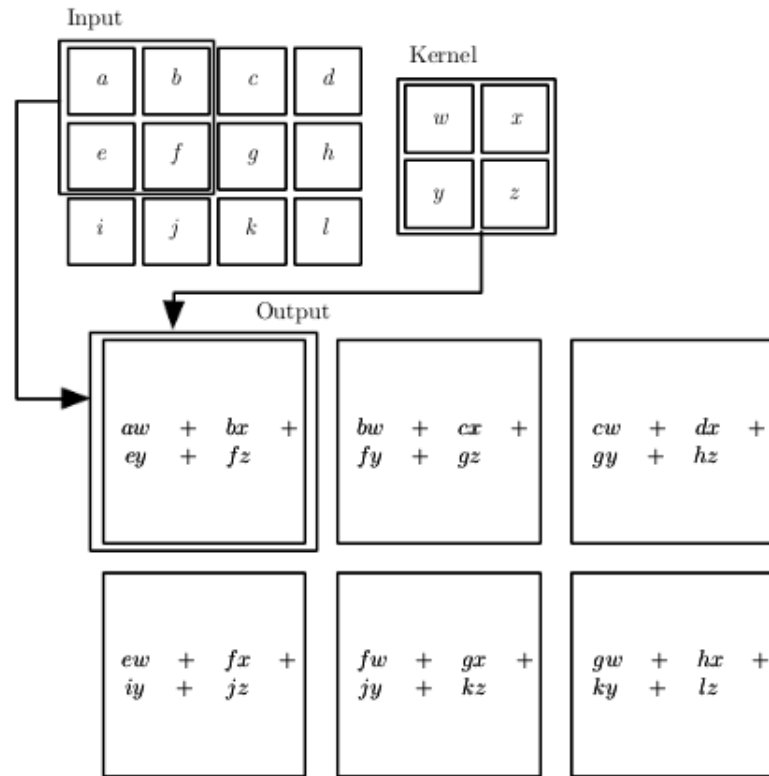 Input
a b c d
Kernel
w x
e f g h
y z
i j k l
Output
aw + bx + bw + cx + cw + dx +
ey + fz fy + gz gy + hz
ew + fx + fw + gx + gw + hx +
iy + jz jy + kz ky + lz